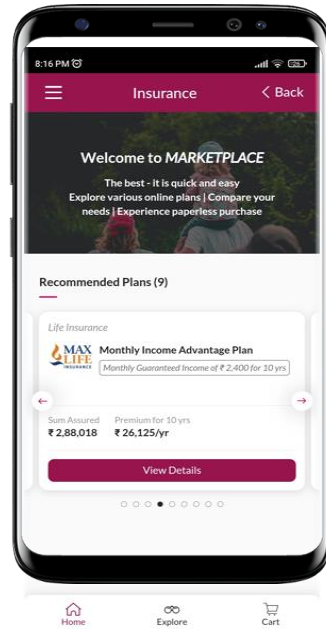 8:16 PM
Insurance
< Back
Welcome to MARKETPLACE
The best - it is quick and easy
Explore various online plans | Compare your
needs | Experience paperless purchase
Recommended Plans (9)
Life Insurance
MAX
LIFE
INSURANCE
Monthly Income Advantage Plan
Monthly Guaranteed Income of ₹ 2,400 for 10 yrs
Sum Assured
Premium for 10 yrs
₹ 2,88,018
₹ 26,125/yr
View Details
Home
Explore
Cart